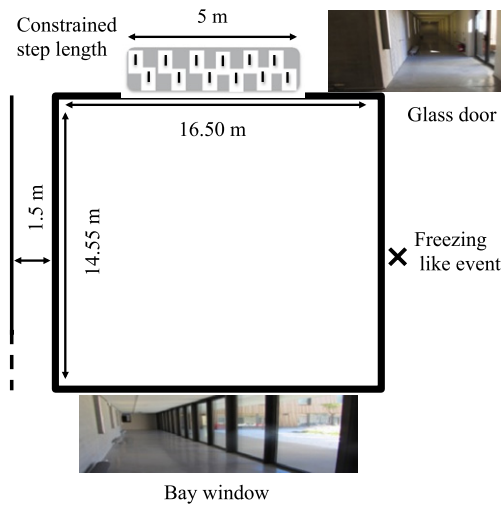 Constrained
step length
5 m
Glass door
16.50 m
1.5 m
14.55 m
Freezing
like event
Bay window